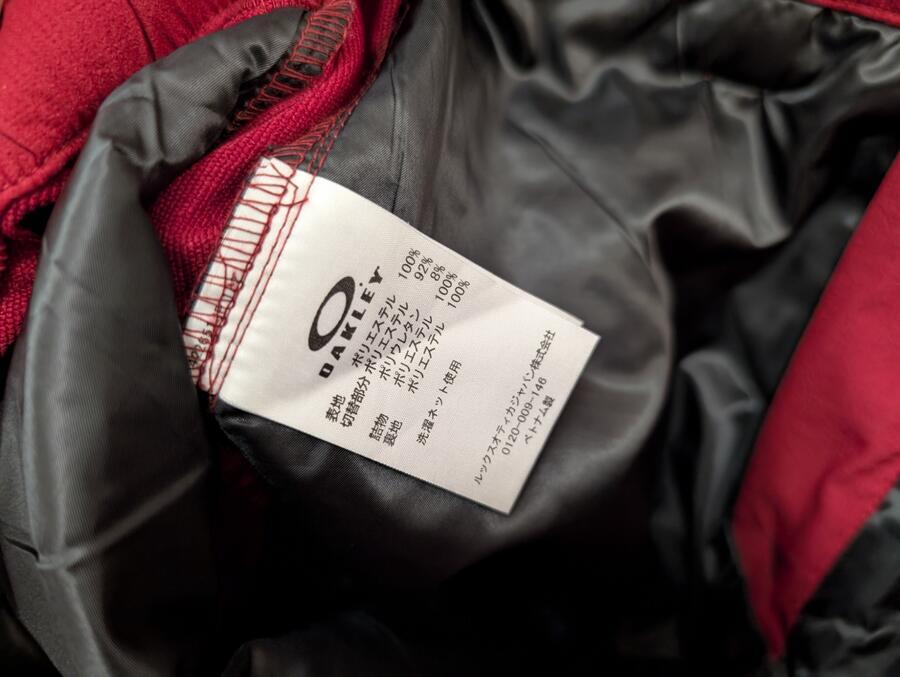 OAKLEY
表地 ポリエステル 100%
切替部分 ポリエステル 92%
ポリウレタン 8%
詰物 ポリエステル 100%
裏地 ポリエステル 100%
洗濯ネット使用
ルックスオティカジャパン株式会社
0120-009-146
ベトナム製